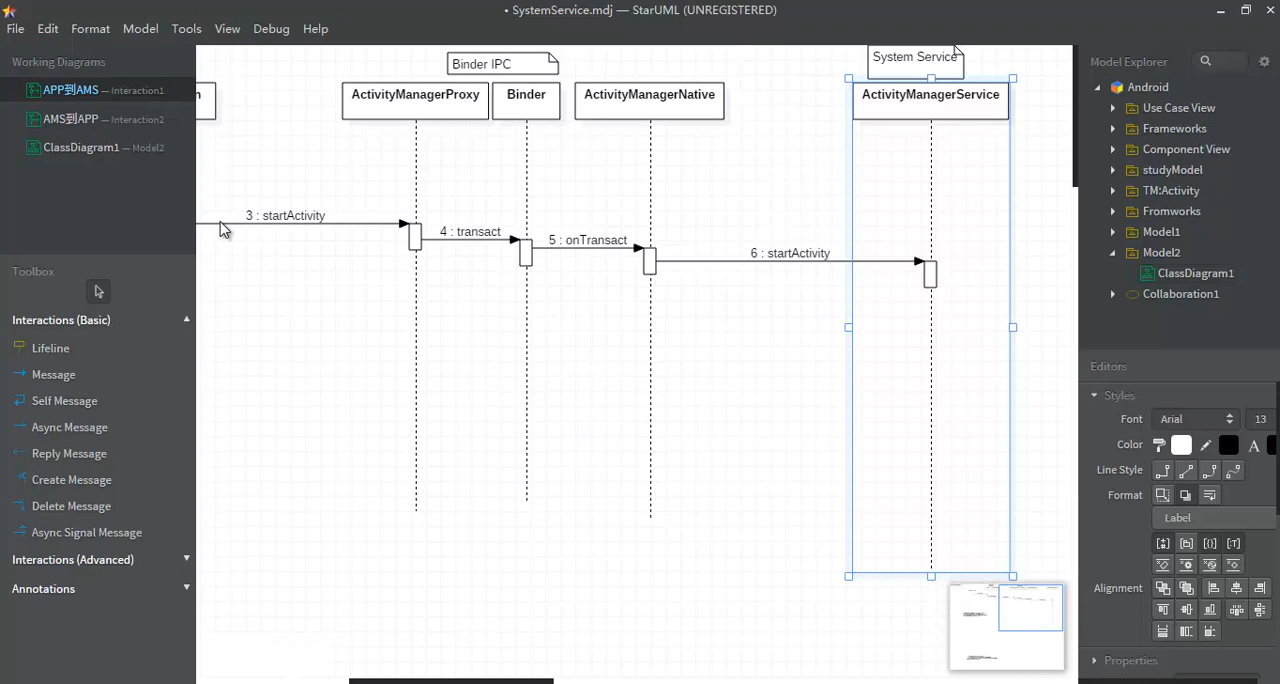 • SystemService.mdj — StarUML (UNREGISTERED)
File Edit Format Model Tools View Debug Help
Working Diagrams
APP到AMS — Interaction1
AMS到APP — Interaction2
ClassDiagram1 — Model2
Toolbox
Interactions (Basic)
Lifeline
Message
Self Message
Async Message
Reply Message
Create Message
Delete Message
Async Signal Message
Interactions (Advanced)
Annotations
Binder IPC
System Service
n
ActivityManagerProxy
Binder
ActivityManagerNative
ActivityManagerService
3 : startActivity
4 : transact
5 : onTransact
6 : startActivity
Model Explorer
Android
Use Case View
Frameworks
Component View
studyModel
TM:Activity
Fromworks
Model1
Model2
ClassDiagram1
Collaboration1
Editors
Styles
Font Arial 13
Color A
Line Style
Format
Label
Alignment
Properties